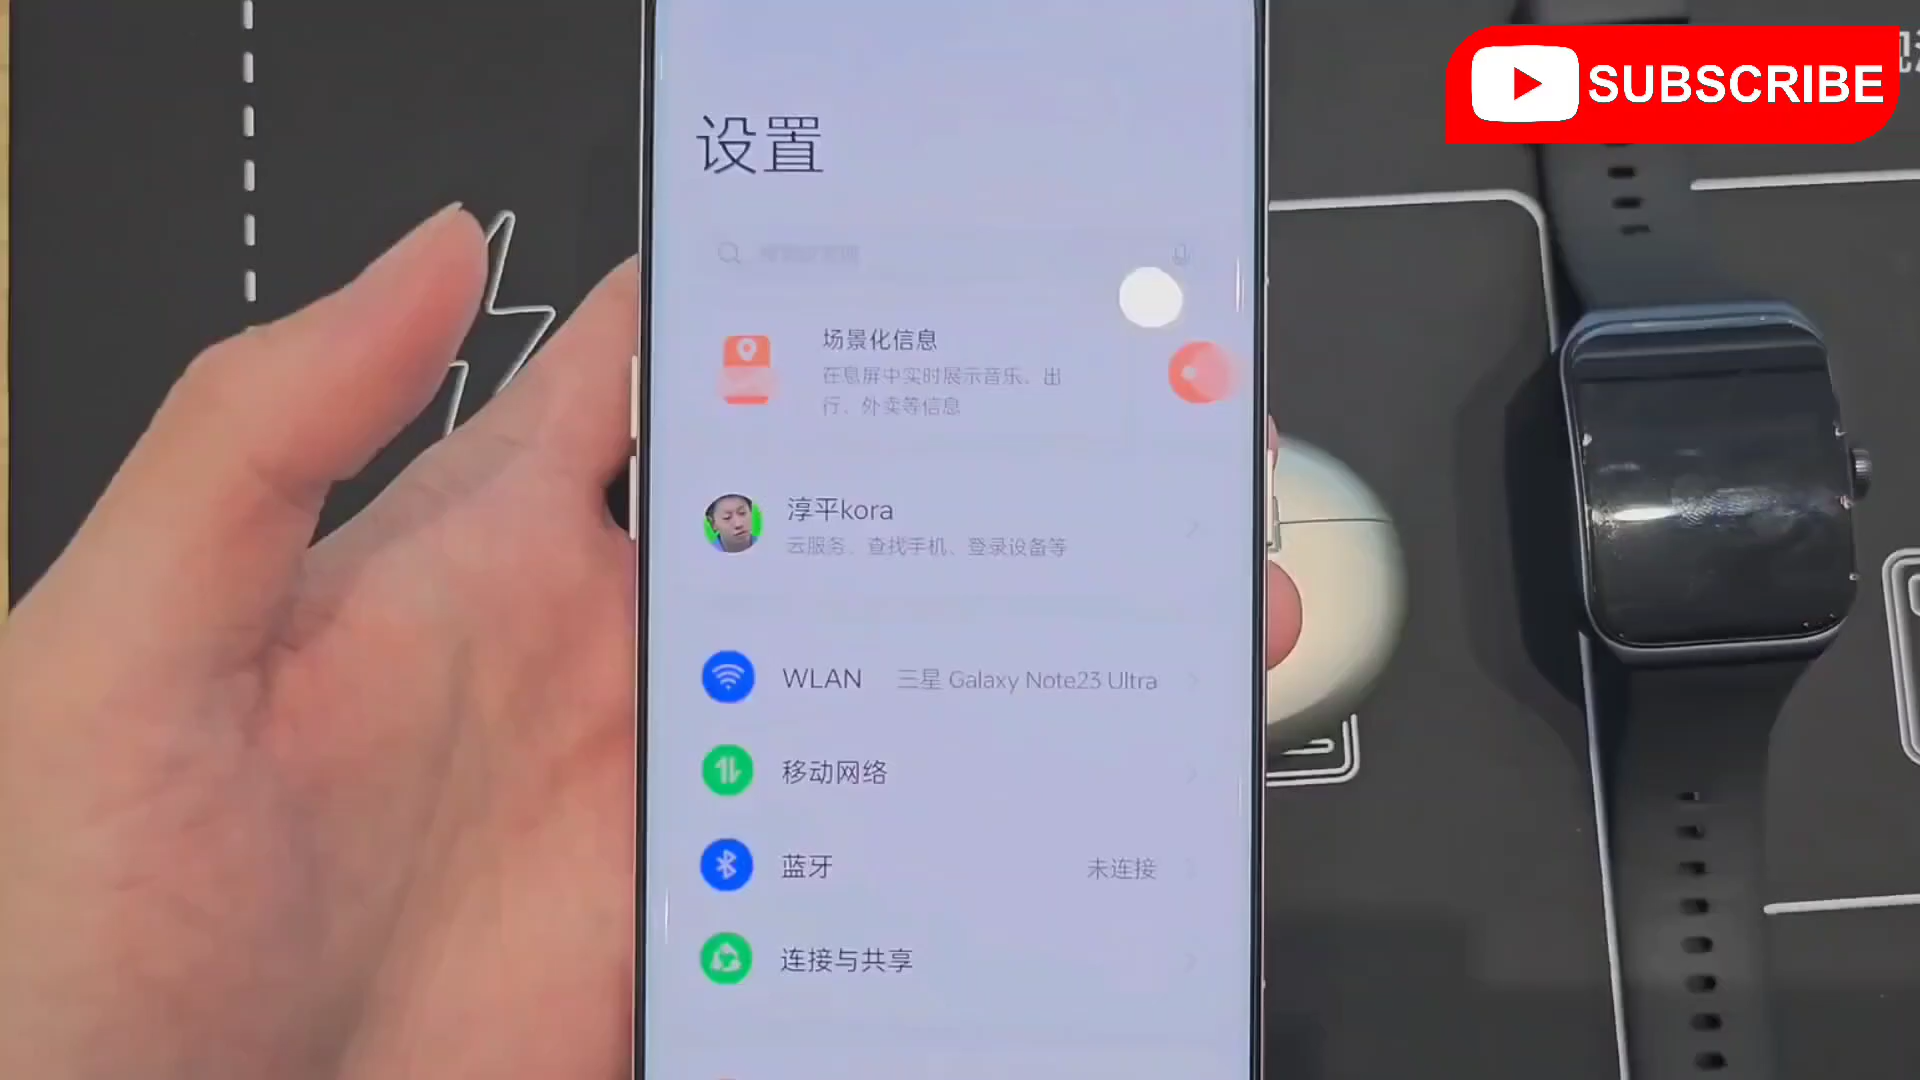 SUBSCRIBE
设置
场景化信息
在息屏中实时展示音乐、出
行、外卖等信息
淳平kora
云服务、查找手机、登录设备等
WLAN 三星 Galaxy Note23 Ultra
移动网络
蓝牙 未连接
连接与共享